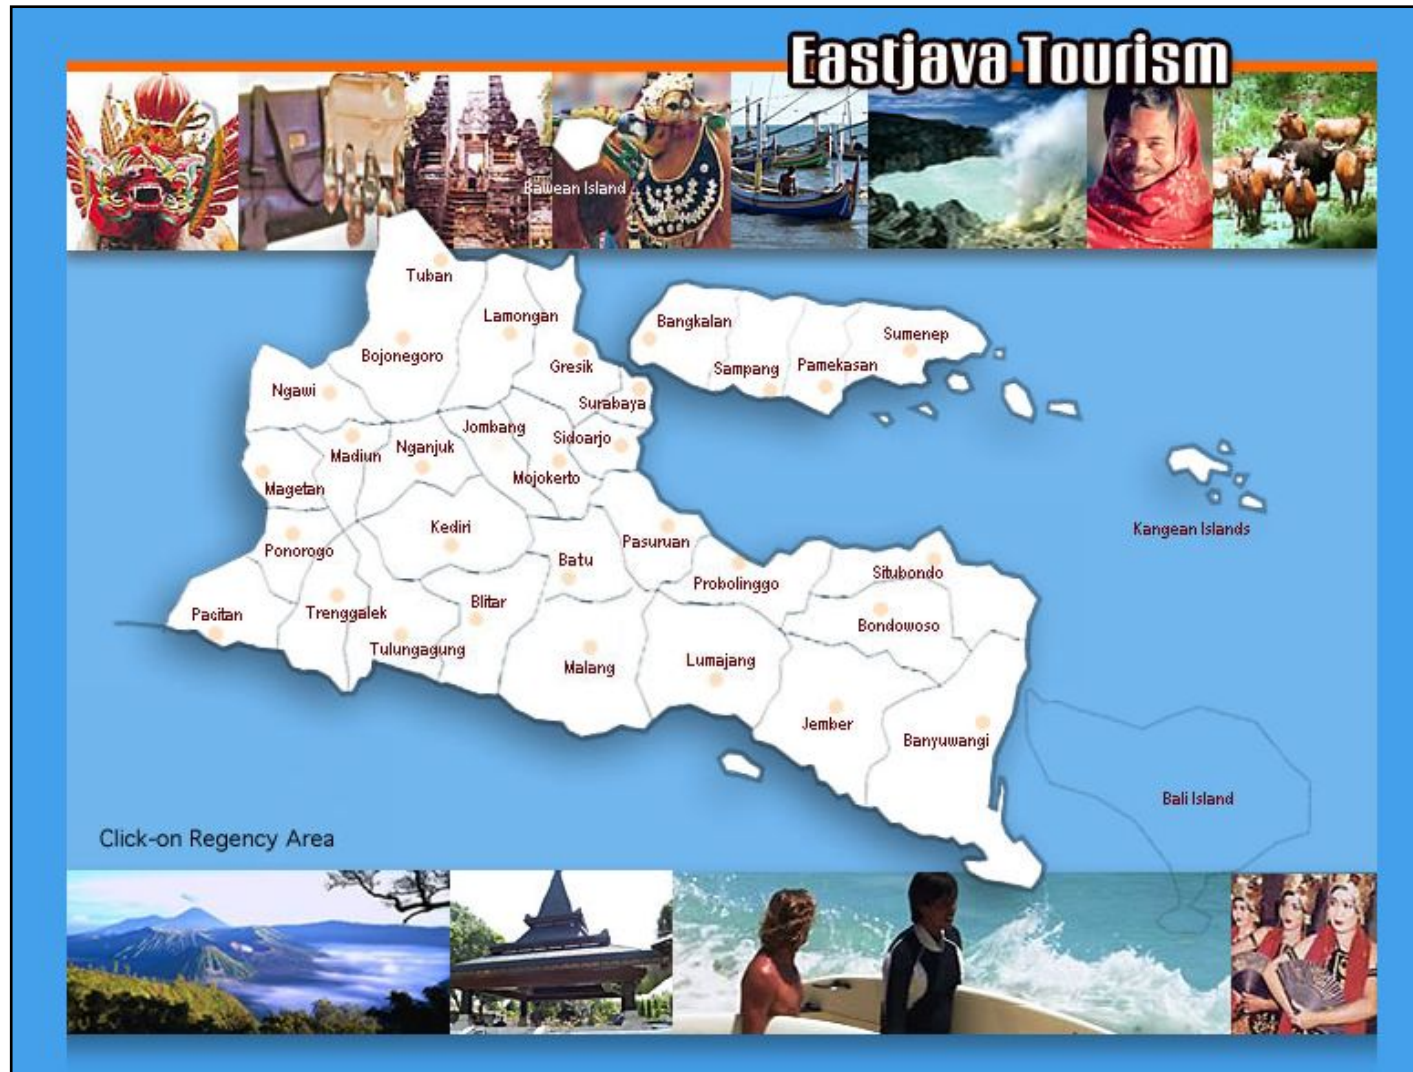 Eastjava Tourism
Bawean Island
Tuban
Lamongan
Bangkalan
Sumenep
Bojonegoro
Gresik
Sampang
Pamekasan
Ngawi
Surabaya
Jombang
Sidoarjo
Madiun
Nganjuk
Mojokerto
Magetan
Kediri
Kangean Islands
Ponorogo
Pasuruan
Batu
Situbondo
Probolinggo
Blitar
Pacitan
Trenggalek
Bondowoso
Tulungagung
Malang
Lumajang
Jember
Banyuwangi
Bali Island
Click-on Regency Area